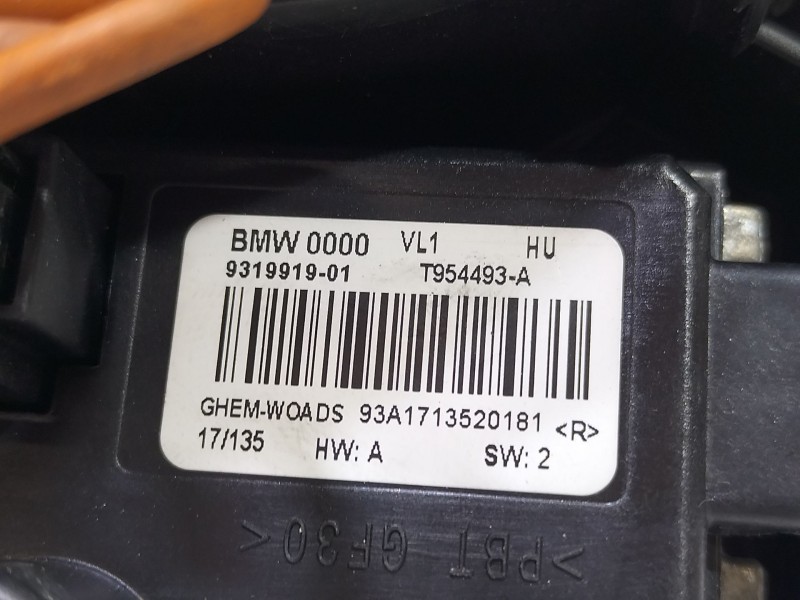 BMW 0000 VL1 HU
9319919-01 T954493-A
GHEM-WOADS 93A1713520181 <R>
17/135 HW: A SW: 2
>PBT GF30<